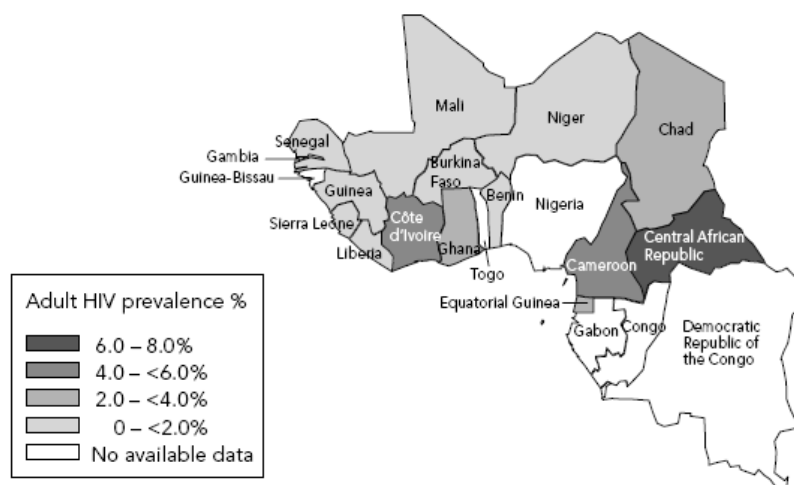 Mali
Niger
Chad
Senegal
Gambia
Guinea-Bissau
Guinea
Burkina
Faso
Benin
Nigeria
Sierra Leone
Côte
d'Ivoire
Liberia
Ghana
Togo
Cameroon
Central African
Republic
Equatorial Guinea
Gabon
Congo
Democratic
Republic of
the Congo
Adult HIV prevalence %
6.0 – 8.0%
4.0 – <6.0%
2.0 – <4.0%
0 – <2.0%
No available data